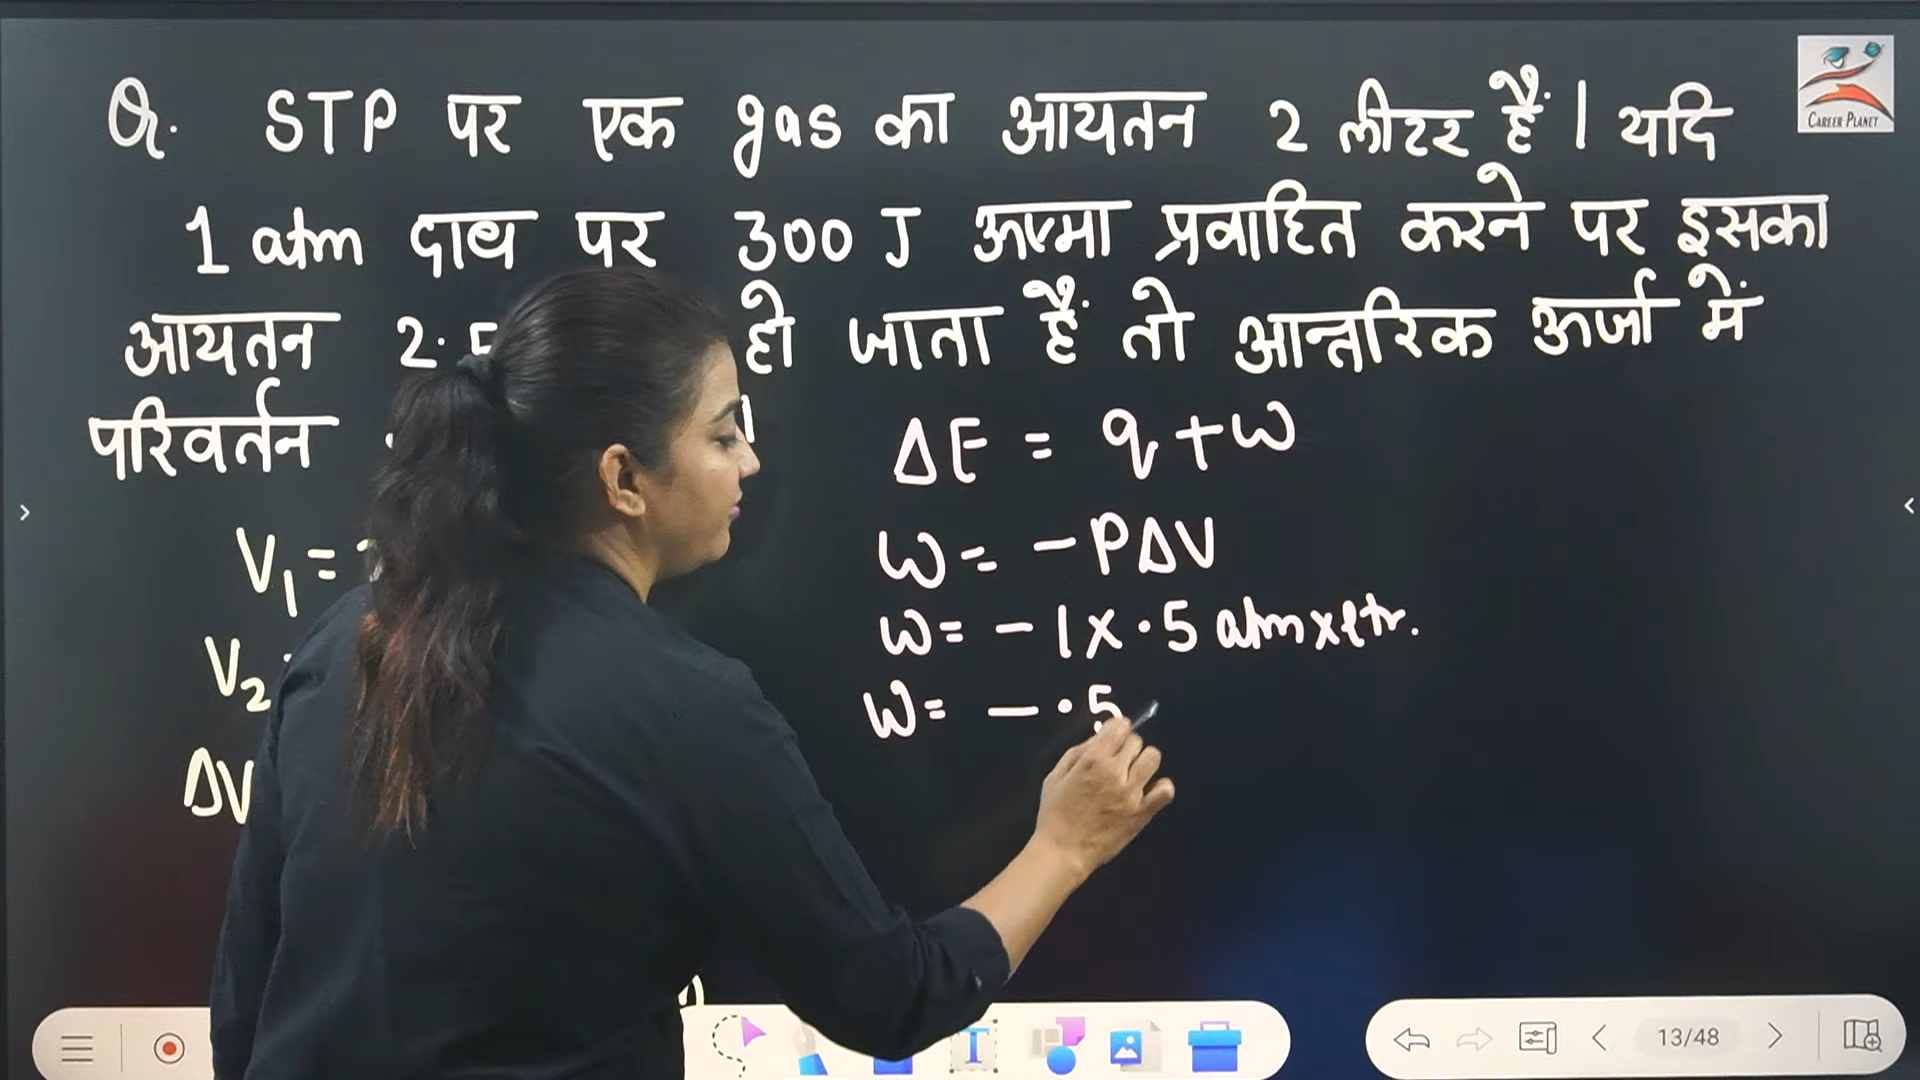 Q. STP पर एक gas का आयतन 2 लीटर है । यदि
1 atm दाब पर 300 J ऊष्मा प्रवाहित करने पर इसका
आयतन 2.5 हो जाता है तो आन्तरिक ऊर्जा में
परिवर्तन
ΔE = q + w
V₁ =
W = - PΔV
V₂
W = - 1 x .5 atm x ltr.
ΔV
W = - .5
CAREER PLANET
13/48